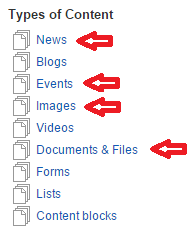 Types of Content
News
Blogs
Events
Images
Videos
Documents & Files
Forms
Lists
Content blocks